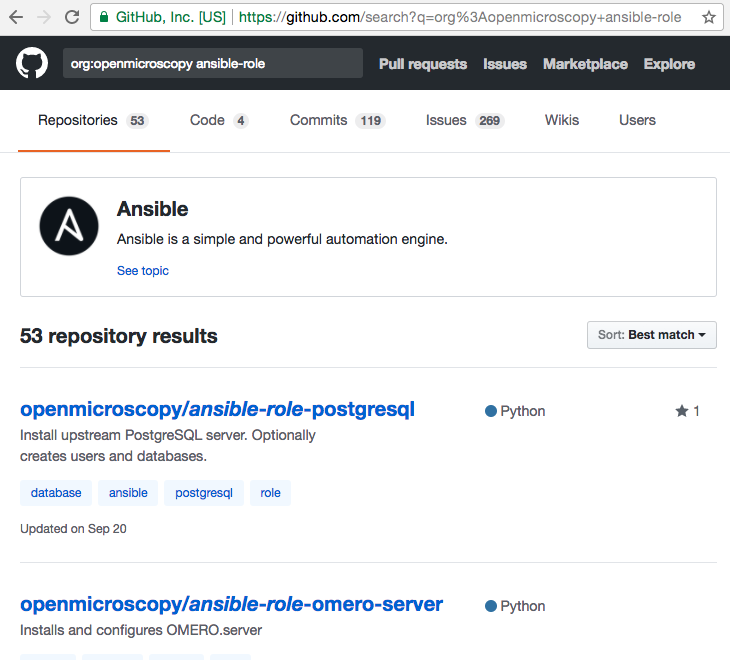 GitHub, Inc. [US] https://github.com/search?q=org%3Aopenmicroscopy+ansible-role
org:openmicroscopy ansible-role Pull requests Issues Marketplace Explore
Repositories 53 Code 4 Commits 119 Issues 269 Wikis Users
Ansible
Ansible is a simple and powerful automation engine.
See topic
53 repository results
Sort: Best match
openmicroscopy/ansible-role-postgresql Python 1
Install upstream PostgreSQL server. Optionally
creates users and databases.
database ansible postgresql role
Updated on Sep 20
openmicroscopy/ansible-role-omero-server Python
Installs and configures OMERO.server